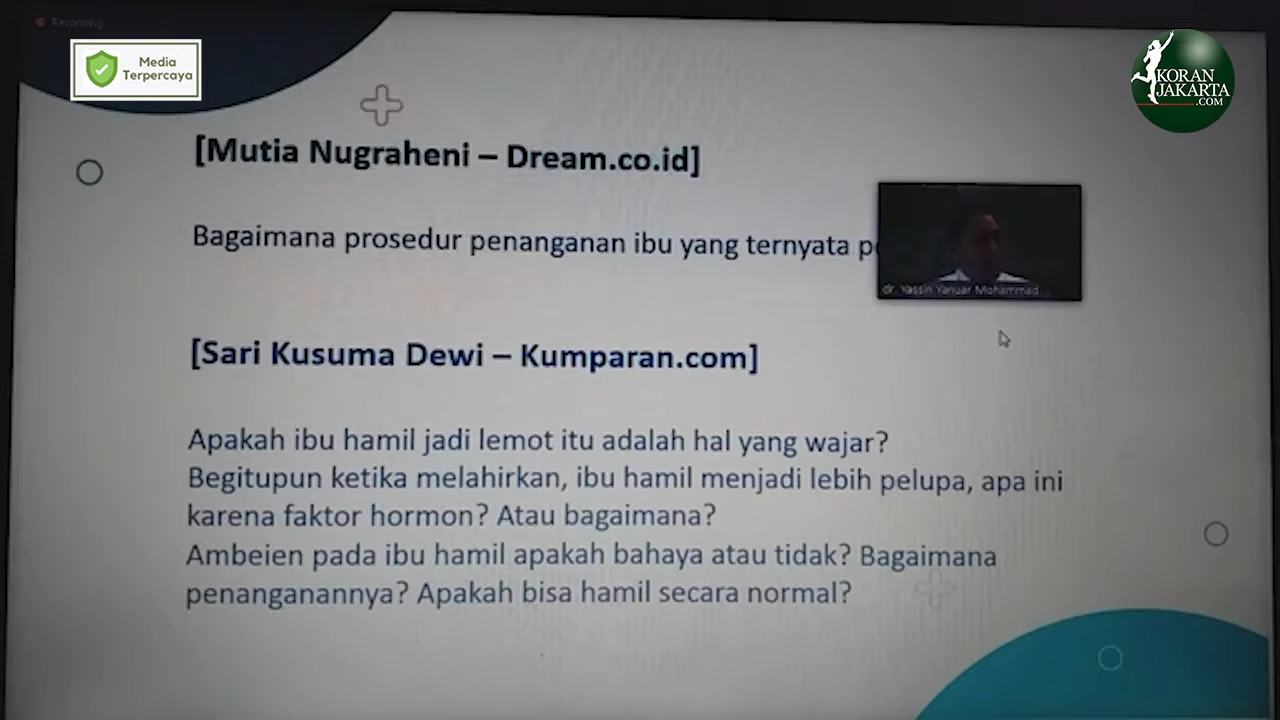 Recording
Media
Terpercaya
KORAN
JAKARTA
.COM
[Mutia Nugraheni – Dream.co.id]
Bagaimana prosedur penanganan ibu yang ternyata
dr. Yassin Yanuar Mohammad
[Sari Kusuma Dewi – Kumparan.com]
Apakah ibu hamil jadi lemot itu adalah hal yang wajar?
Begitupun ketika melahirkan, ibu hamil menjadi lebih pelupa, apa ini
karena faktor hormon? Atau bagaimana?
Ambeien pada ibu hamil apakah bahaya atau tidak? Bagaimana
penanganannya? Apakah bisa hamil secara normal?